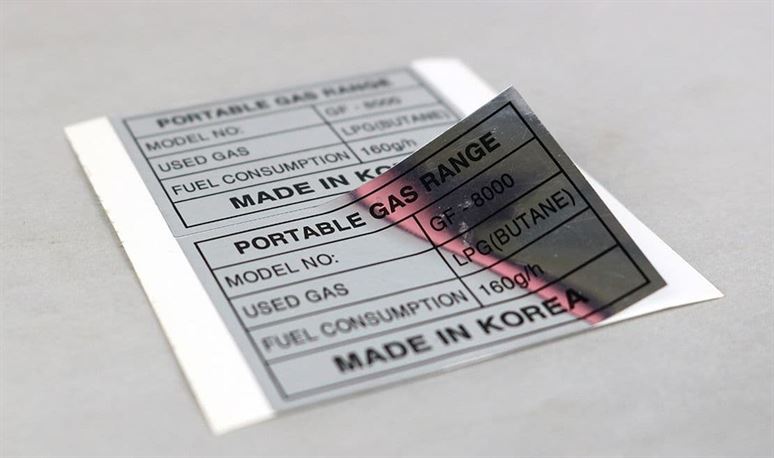 PORTABLE GAS RANGE
MODEL NO: GF - 8000
USED GAS LPG(BUTANE)
FUEL CONSUMPTION 160g/h
MADE IN KO
PORTABLE GAS RANGE
MODEL NO: GF - 8000
USED GAS LPG(BUTANE)
FUEL CONSUMPTION 160g/h
MADE IN KOREA